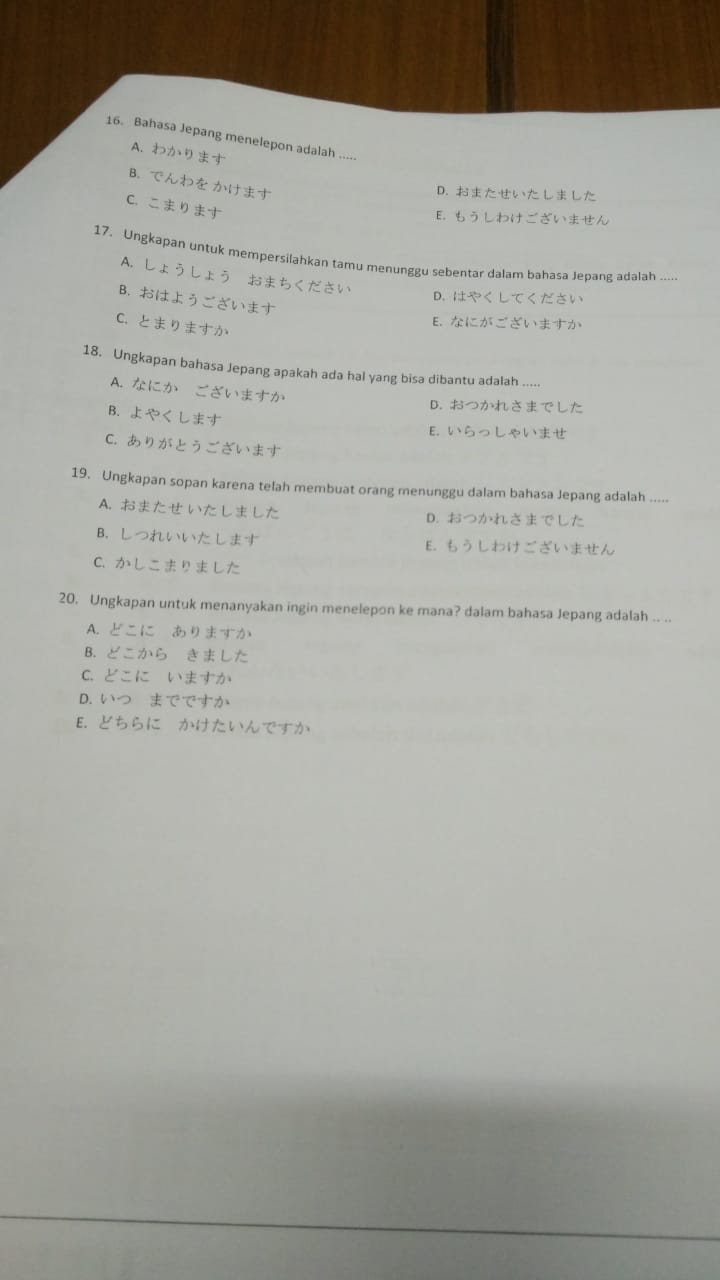 16. Bahasa Jepang menelepon adalah .....
A. わかります
B. でんわを かけます
C. こまります
D. おまたせいたしました
E. もうしわけございません
17. Ungkapan untuk mempersilahkan tamu menunggu sebentar dalam bahasa Jepang adalah .....
A. しょうしょう　おまちください
B. おはようございます
C. とまりますか
D. はやくしてください
E. なにがございますか
18. Ungkapan bahasa Jepang apakah ada hal yang bisa dibantu adalah .....
A. なにか　ございますか
B. よやくします
C. ありがとうございます
D. おつかれさまでした
E. いらっしゃいませ
19. Ungkapan sopan karena telah membuat orang menunggu dalam bahasa Jepang adalah .....
A. おまたせ いたしました
B. しつれいいたします
C. かしこまりました
D. おつかれさまでした
E. もうしわけございません
20. Ungkapan untuk menanyakan ingin menelepon ke mana? dalam bahasa Jepang adalah .. ..
A. どこに　ありますか
B. どこから　きました
C. どこに　いますか
D. いつ　までですか
E. どちらに　かけたいんですか